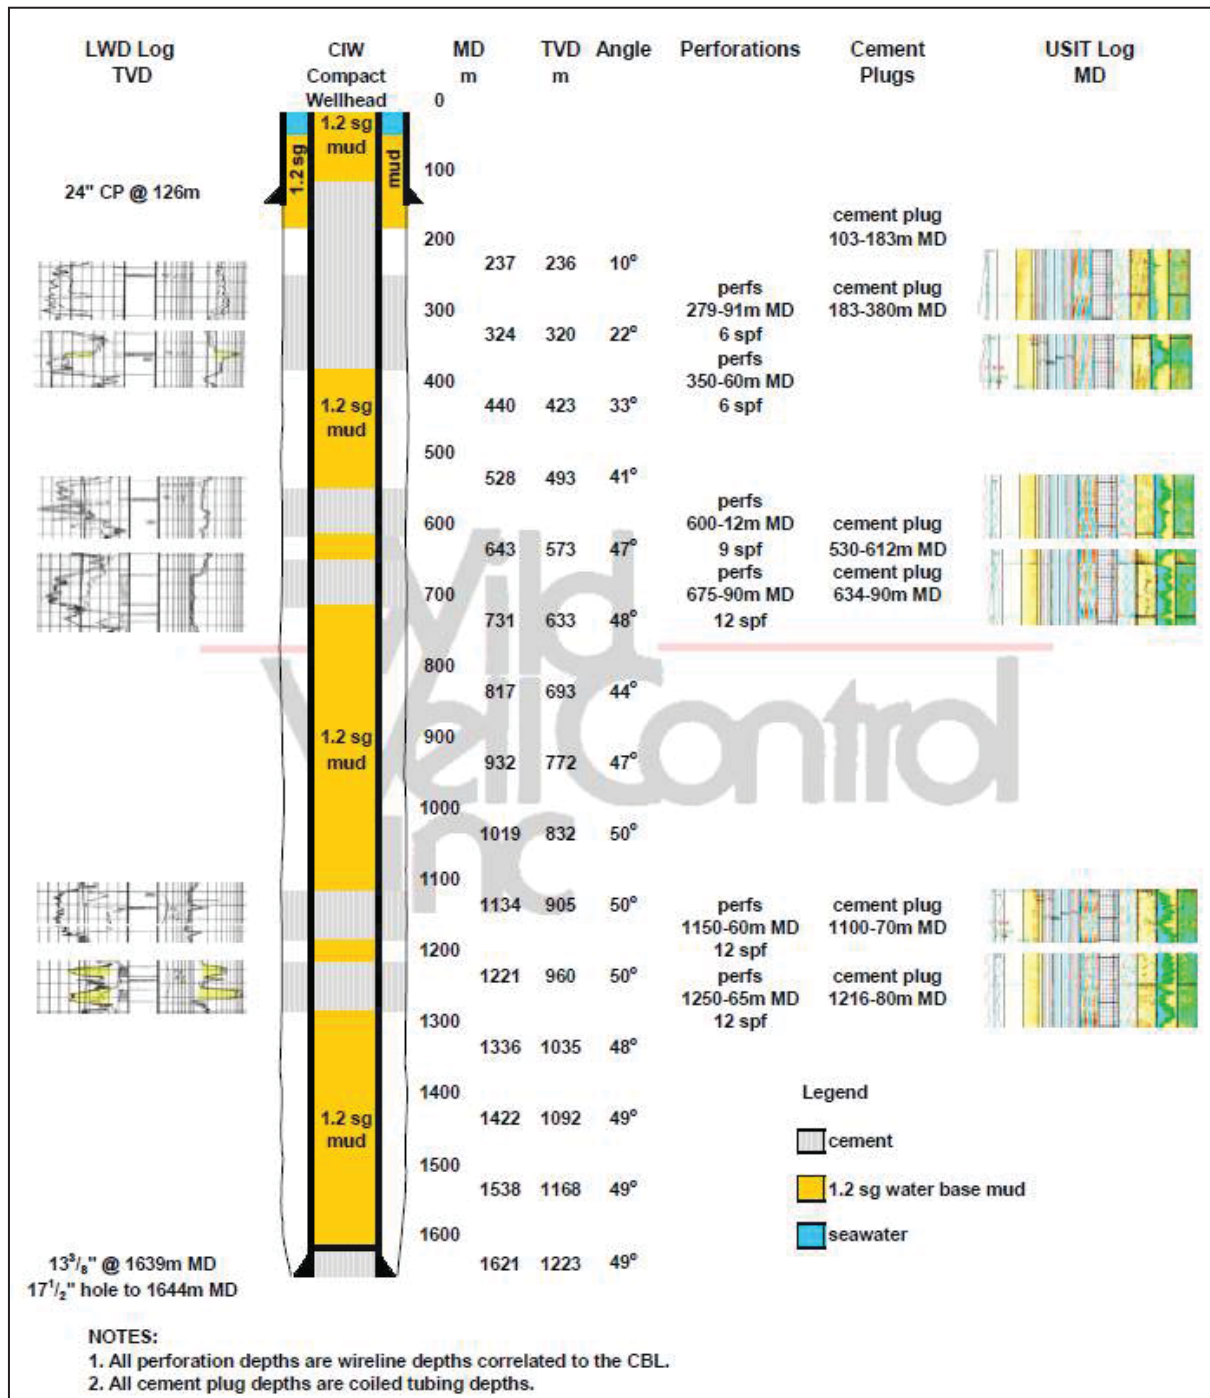 LWD Log CIW MD TVD Angle Perforations Cement USIT Log
TVD Compact m m Plugs MD
Wellhead 0
1.2 sg
mud
1.2 sg
mud
100
24" CP @ 126m
cement plug
200 103-183m MD
237 236 10°
perfs cement plug
300 279-91m MD 183-380m MD
324 320 22° 6 spf
perfs
400 350-60m MD
1.2 sg 440 423 33° 6 spf
mud
500
528 493 41°
perfs
600 600-12m MD cement plug
643 573 47° 9 spf 530-612m MD
perfs cement plug
700 675-90m MD 634-90m MD
731 633 48° 12 spf
800
817 693 44°
1.2 sg 900
mud 932 772 47°
1000
1019 832 50°
1100
1134 905 50° perfs cement plug
1150-60m MD 1100-70m MD
1200 12 spf
1221 960 50° perfs cement plug
1250-65m MD 1216-80m MD
1300 12 spf
1336 1035 48°
1400 Legend
1.2 sg 1422 1092 49°
mud cement
1500
1538 1168 49° 1.2 sg water base mud
1600 seawater
13 3/8" @ 1639m MD 1621 1223 49°
17 1/2" hole to 1644m MD
NOTES:
1. All perforation depths are wireline depths correlated to the CBL.
2. All cement plug depths are coiled tubing depths.
Wild
Well Control
Inc